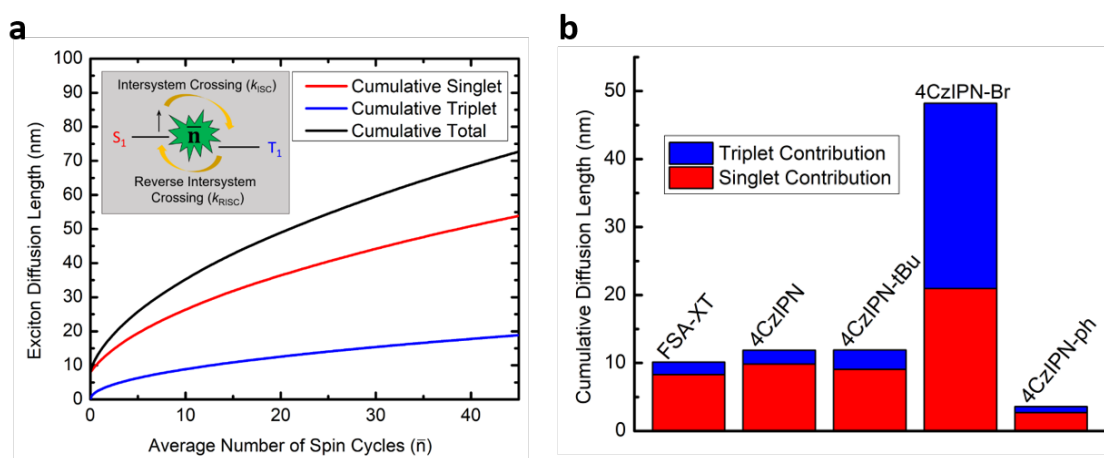 a
Exciton Diffusion Length (nm)
100
90
80
70
60
50
40
30
20
10
0
Intersystem Crossing (kISC)
S1
n̄
T1
Reverse Intersystem
Crossing (kRISC)
Cumulative Singlet
Cumulative Triplet
Cumulative Total
0 10 20 30 40
Average Number of Spin Cycles (n̄)
b
Cumulative Diffusion Length (nm)
50
40
30
20
10
0
Triplet Contribution
Singlet Contribution
FSA-XT
4CzIPN
4CzIPN-tBu
4CzIPN-Br
4CzIPN-ph